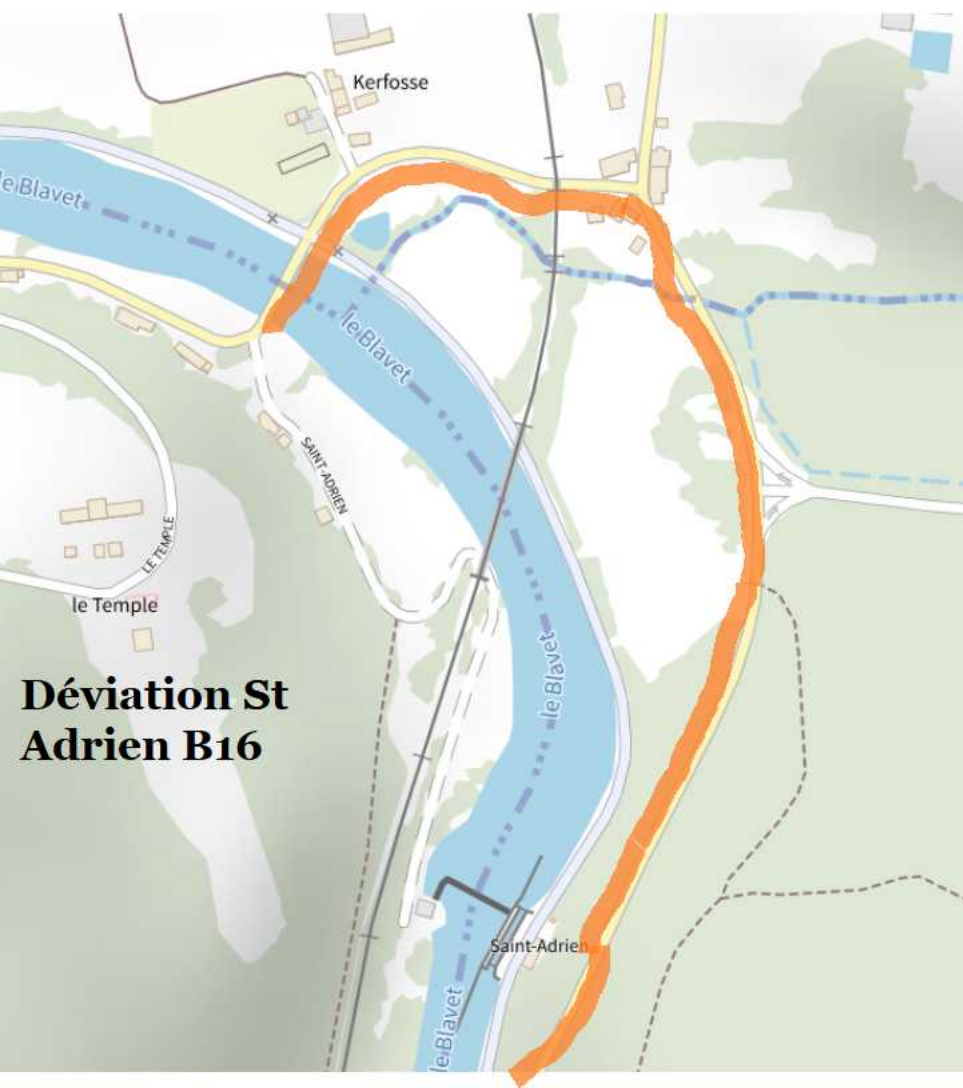 Kerfosse
le Blavet
le Blavet
SAINT-ADRIEN
LE TEMPLE
le Temple
le Blavet
Déviation St
Adrien B16
Saint-Adrien
le Blavet